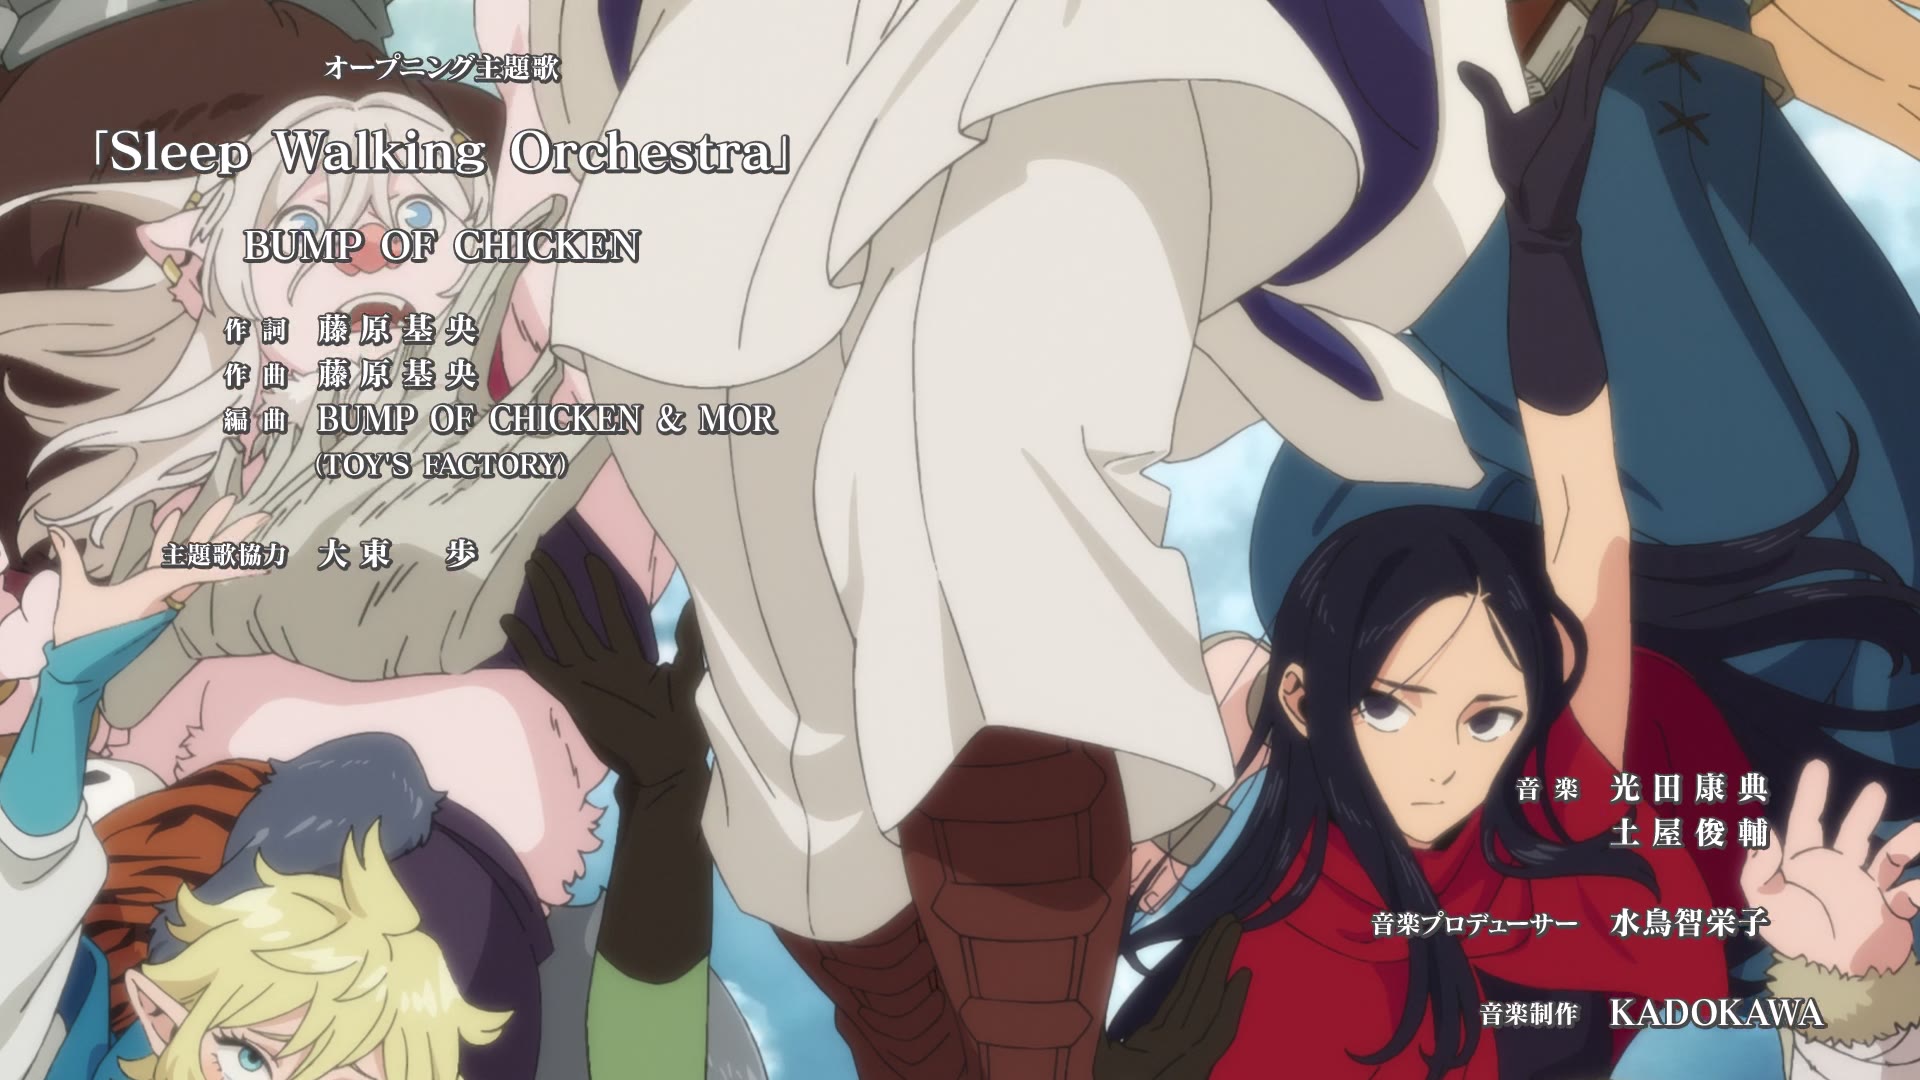 オープニング主題歌
「Sleep Walking Orchestra」
BUMP OF CHICKEN
作詞 藤原基央
作曲 藤原基央
編曲 BUMP OF CHICKEN & MOR
(TOY'S FACTORY)
主題歌協力 大東 歩
音楽 光田康典
土屋俊輔
音楽プロデューサー 水鳥智栄子
音楽制作 KADOKAWA